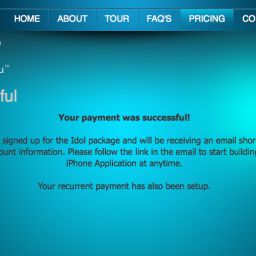 HOME ABOUT TOUR FAQ'S PRICING CO
u™
ful
Your payment was successful!
signed up for the Idol package and will be receiving an email shor
ount information. Please follow the link in the email to start building
iPhone Application at anytime.
Your recurrent payment has also been setup.